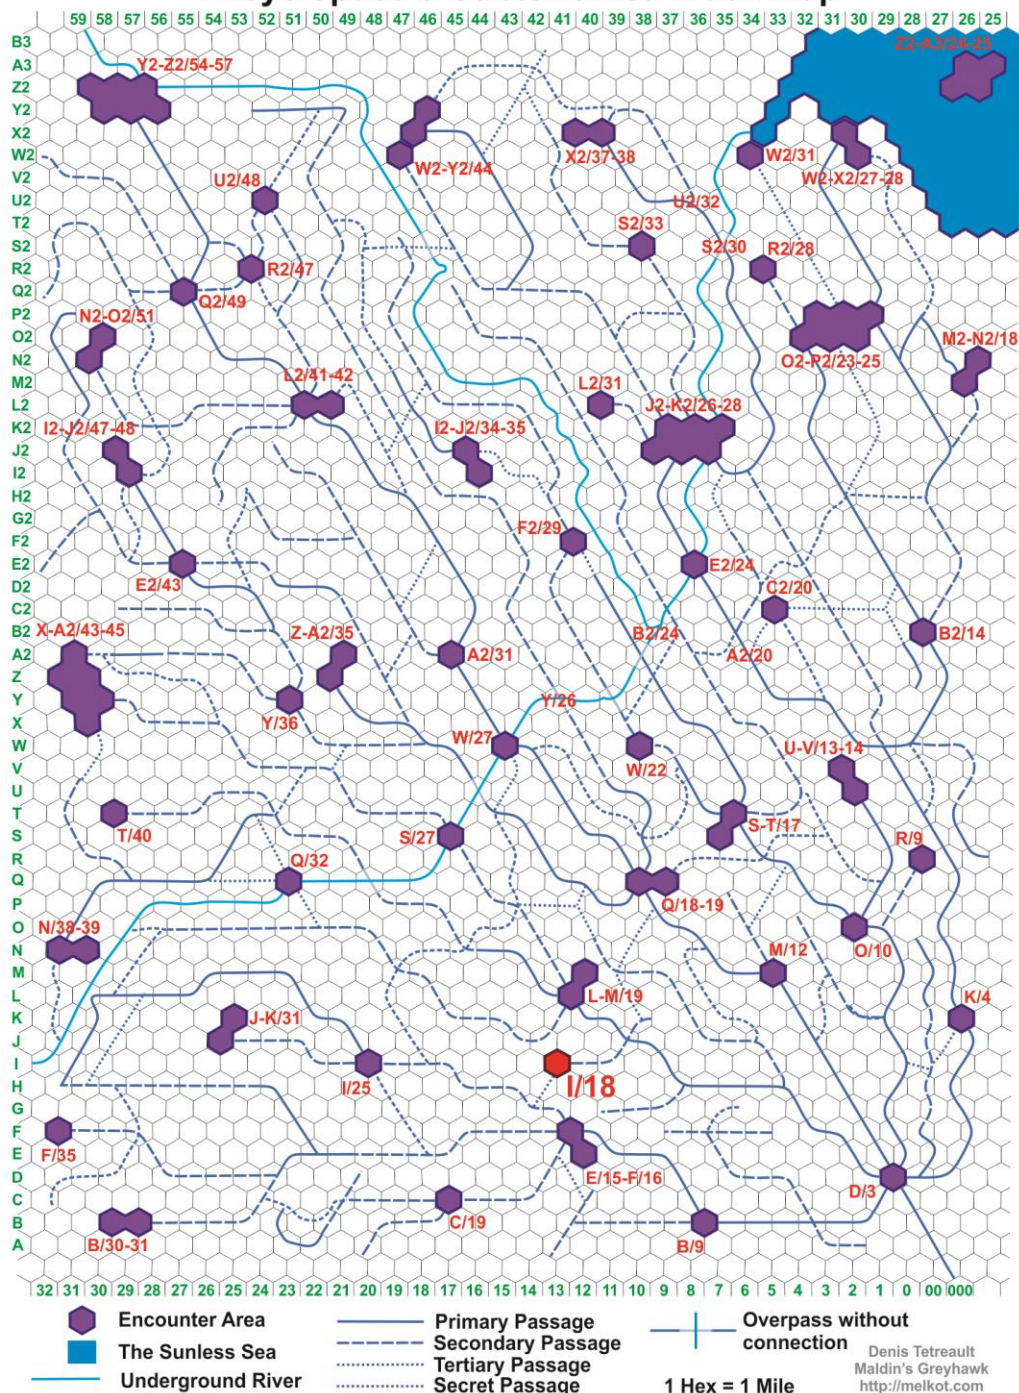 59 58 57 56 55 54 53 52 51 50 49 48 47 46 45 44 43 42 41 40 39 38 37 36 35 34 33 32 31 30 29 28 27 26 25
B3
Z2-A3/24-25
A3
Y2-Z2/54-57
Z2
Y2
X2
W2-Y2/44
X2/37-38
W2/31
W2
W2-X2/27-28
V2
U2/48
U2
U2/32
T2
S2/33
S2
S2/30
R2/28
R2
R2/47
Q2
Q2/49
P2
N2-O2/51
O2
M2-N2/18
N2
O2-P2/23-25
M2
L2/41-42
L2/31
L2
J2-K2/26-28
K2
I2-J2/47-48
I2-J2/34-35
J2
I2
H2
G2
F2/29
F2
E2
E2/43
E2/24
D2
C2/20
C2
B2
X-A2/43-45
Z-A2/35
B2/24
B2/14
A2
A2/31
A2/20
Z
Y
Y/36
Y/26
X
W/27
W
U-V/13-14
V
W/22
U
T
T/40
S/27
S-T/17
S
R
R/9
Q/32
Q
Q/18-19
P
N/38-39
O
O/10
N
M/12
M
L
L-M/19
K/4
K
J-K/31
J
I
I/25
I/18
H
G
F
F/35
E
E/15-F/16
D
D/3
C
C/19
B
B/30-31
B/9
A
32 31 30 29 28 27 26 25 24 23 22 21 20 19 18 17 16 15 14 13 12 11 10 9 8 7 6 5 4 3 2 1 0 00 000
Encounter Area
The Sunless Sea
Underground River
Primary Passage
Secondary Passage
Tertiary Passage
Secret Passage
Overpass without
connection
1 Hex = 1 Mile
Denis Tetreault
Maldin's Greyhawk
http://melkot.com